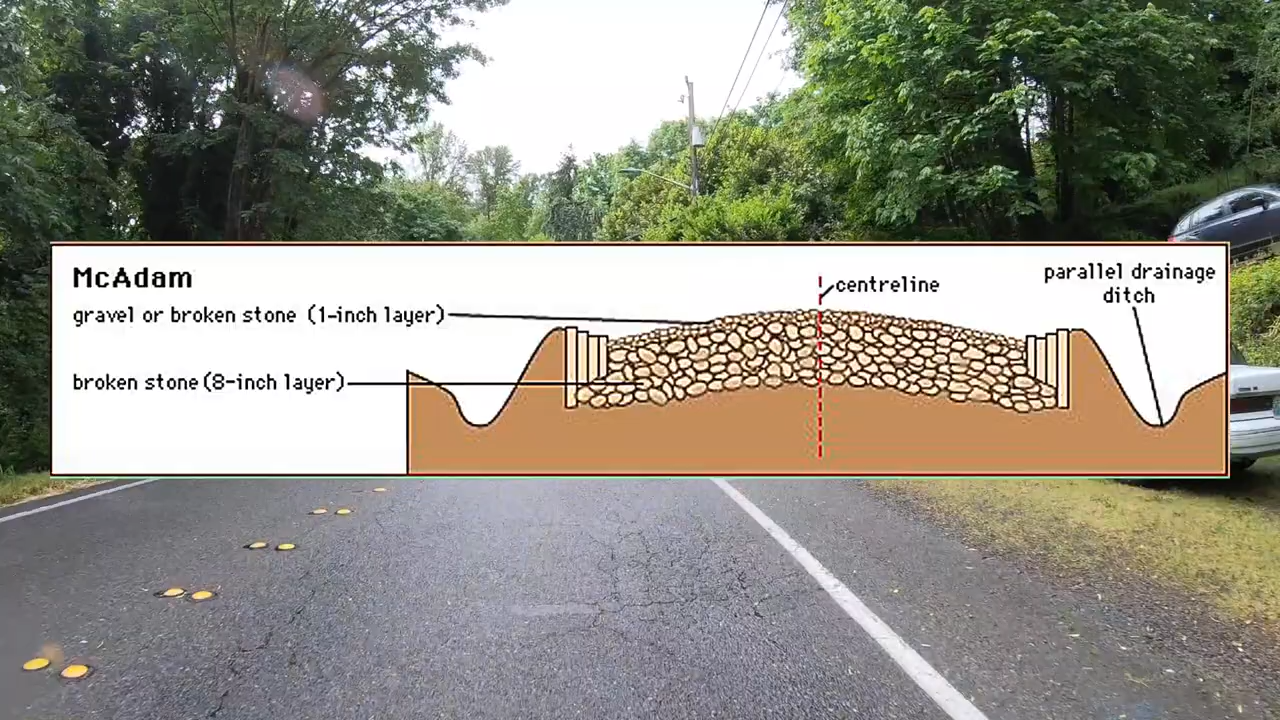 McAdam
gravel or broken stone (1-inch layer)
broken stone (8-inch layer)
centreline
parallel drainage
ditch